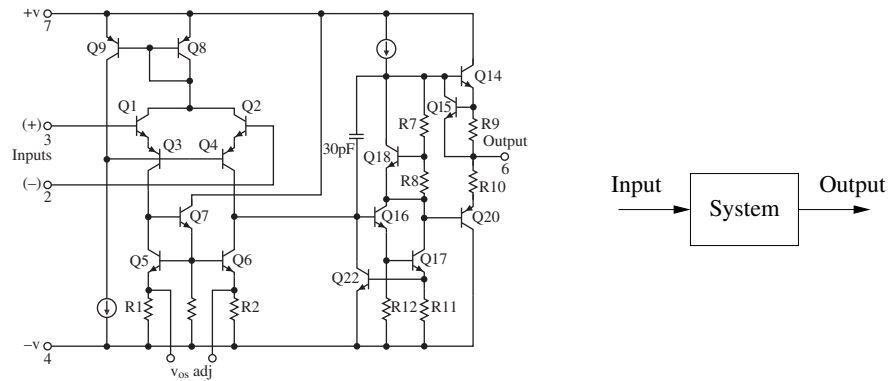 +v
7
Q9
Q8
Q14
Q1
Q2
Q15
(+)
3
R7
R9
Q3
Q4
Output
Inputs
30pF
Q18
6
(−)
2
R8
R10
Q7
Q16
Q20
Q5
Q6
Q17
Q22
R1
R2
R12
R11
−v
4
vos adj
Input
Output
System